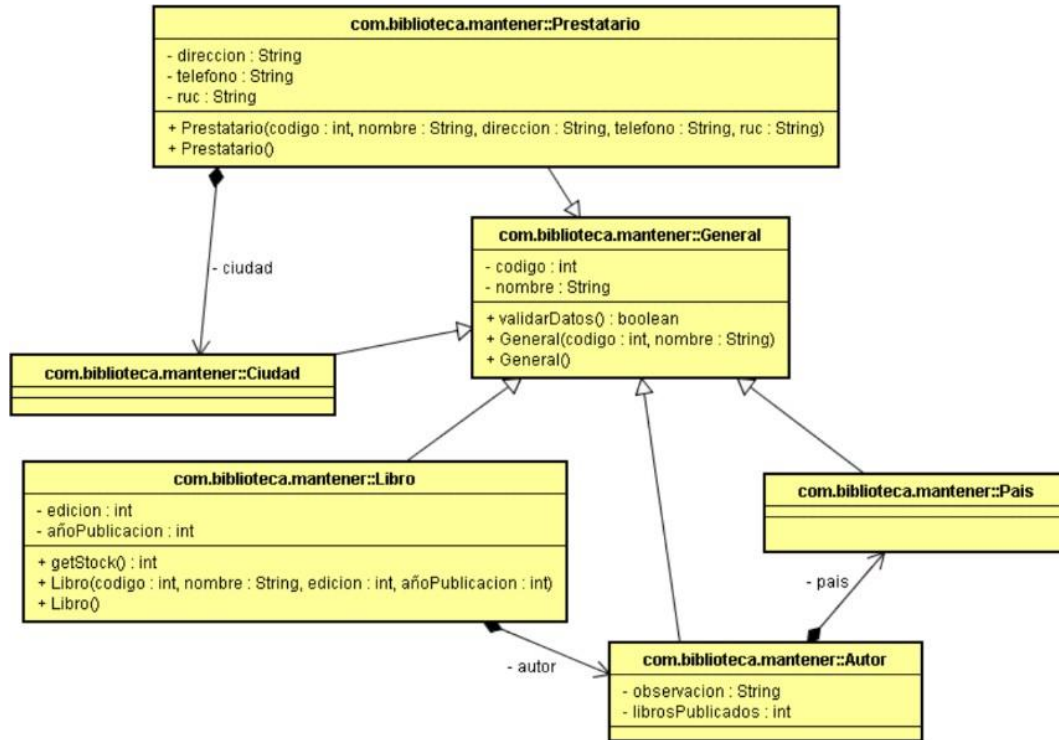 com.biblioteca.mantener::Prestatario
- direccion : String
- telefono : String
- ruc : String
+ Prestatario(codigo : int, nombre : String, direccion : String, telefono : String, ruc : String)
+ Prestatario()
com.biblioteca.mantener::General
- codigo : int
- nombre : String
+ validarDatos() : boolean
+ General(codigo : int, nombre : String)
+ General()
- ciudad
com.biblioteca.mantener::Ciudad
com.biblioteca.mantener::Libro
- edicion : int
- añoPublicacion : int
+ getStock() : int
+ Libro(codigo : int, nombre : String, edicion : int, añoPublicacion : int)
+ Libro()
com.biblioteca.mantener::Pais
- pais
- autor
com.biblioteca.mantener::Autor
- observacion : String
- librosPublicados : int